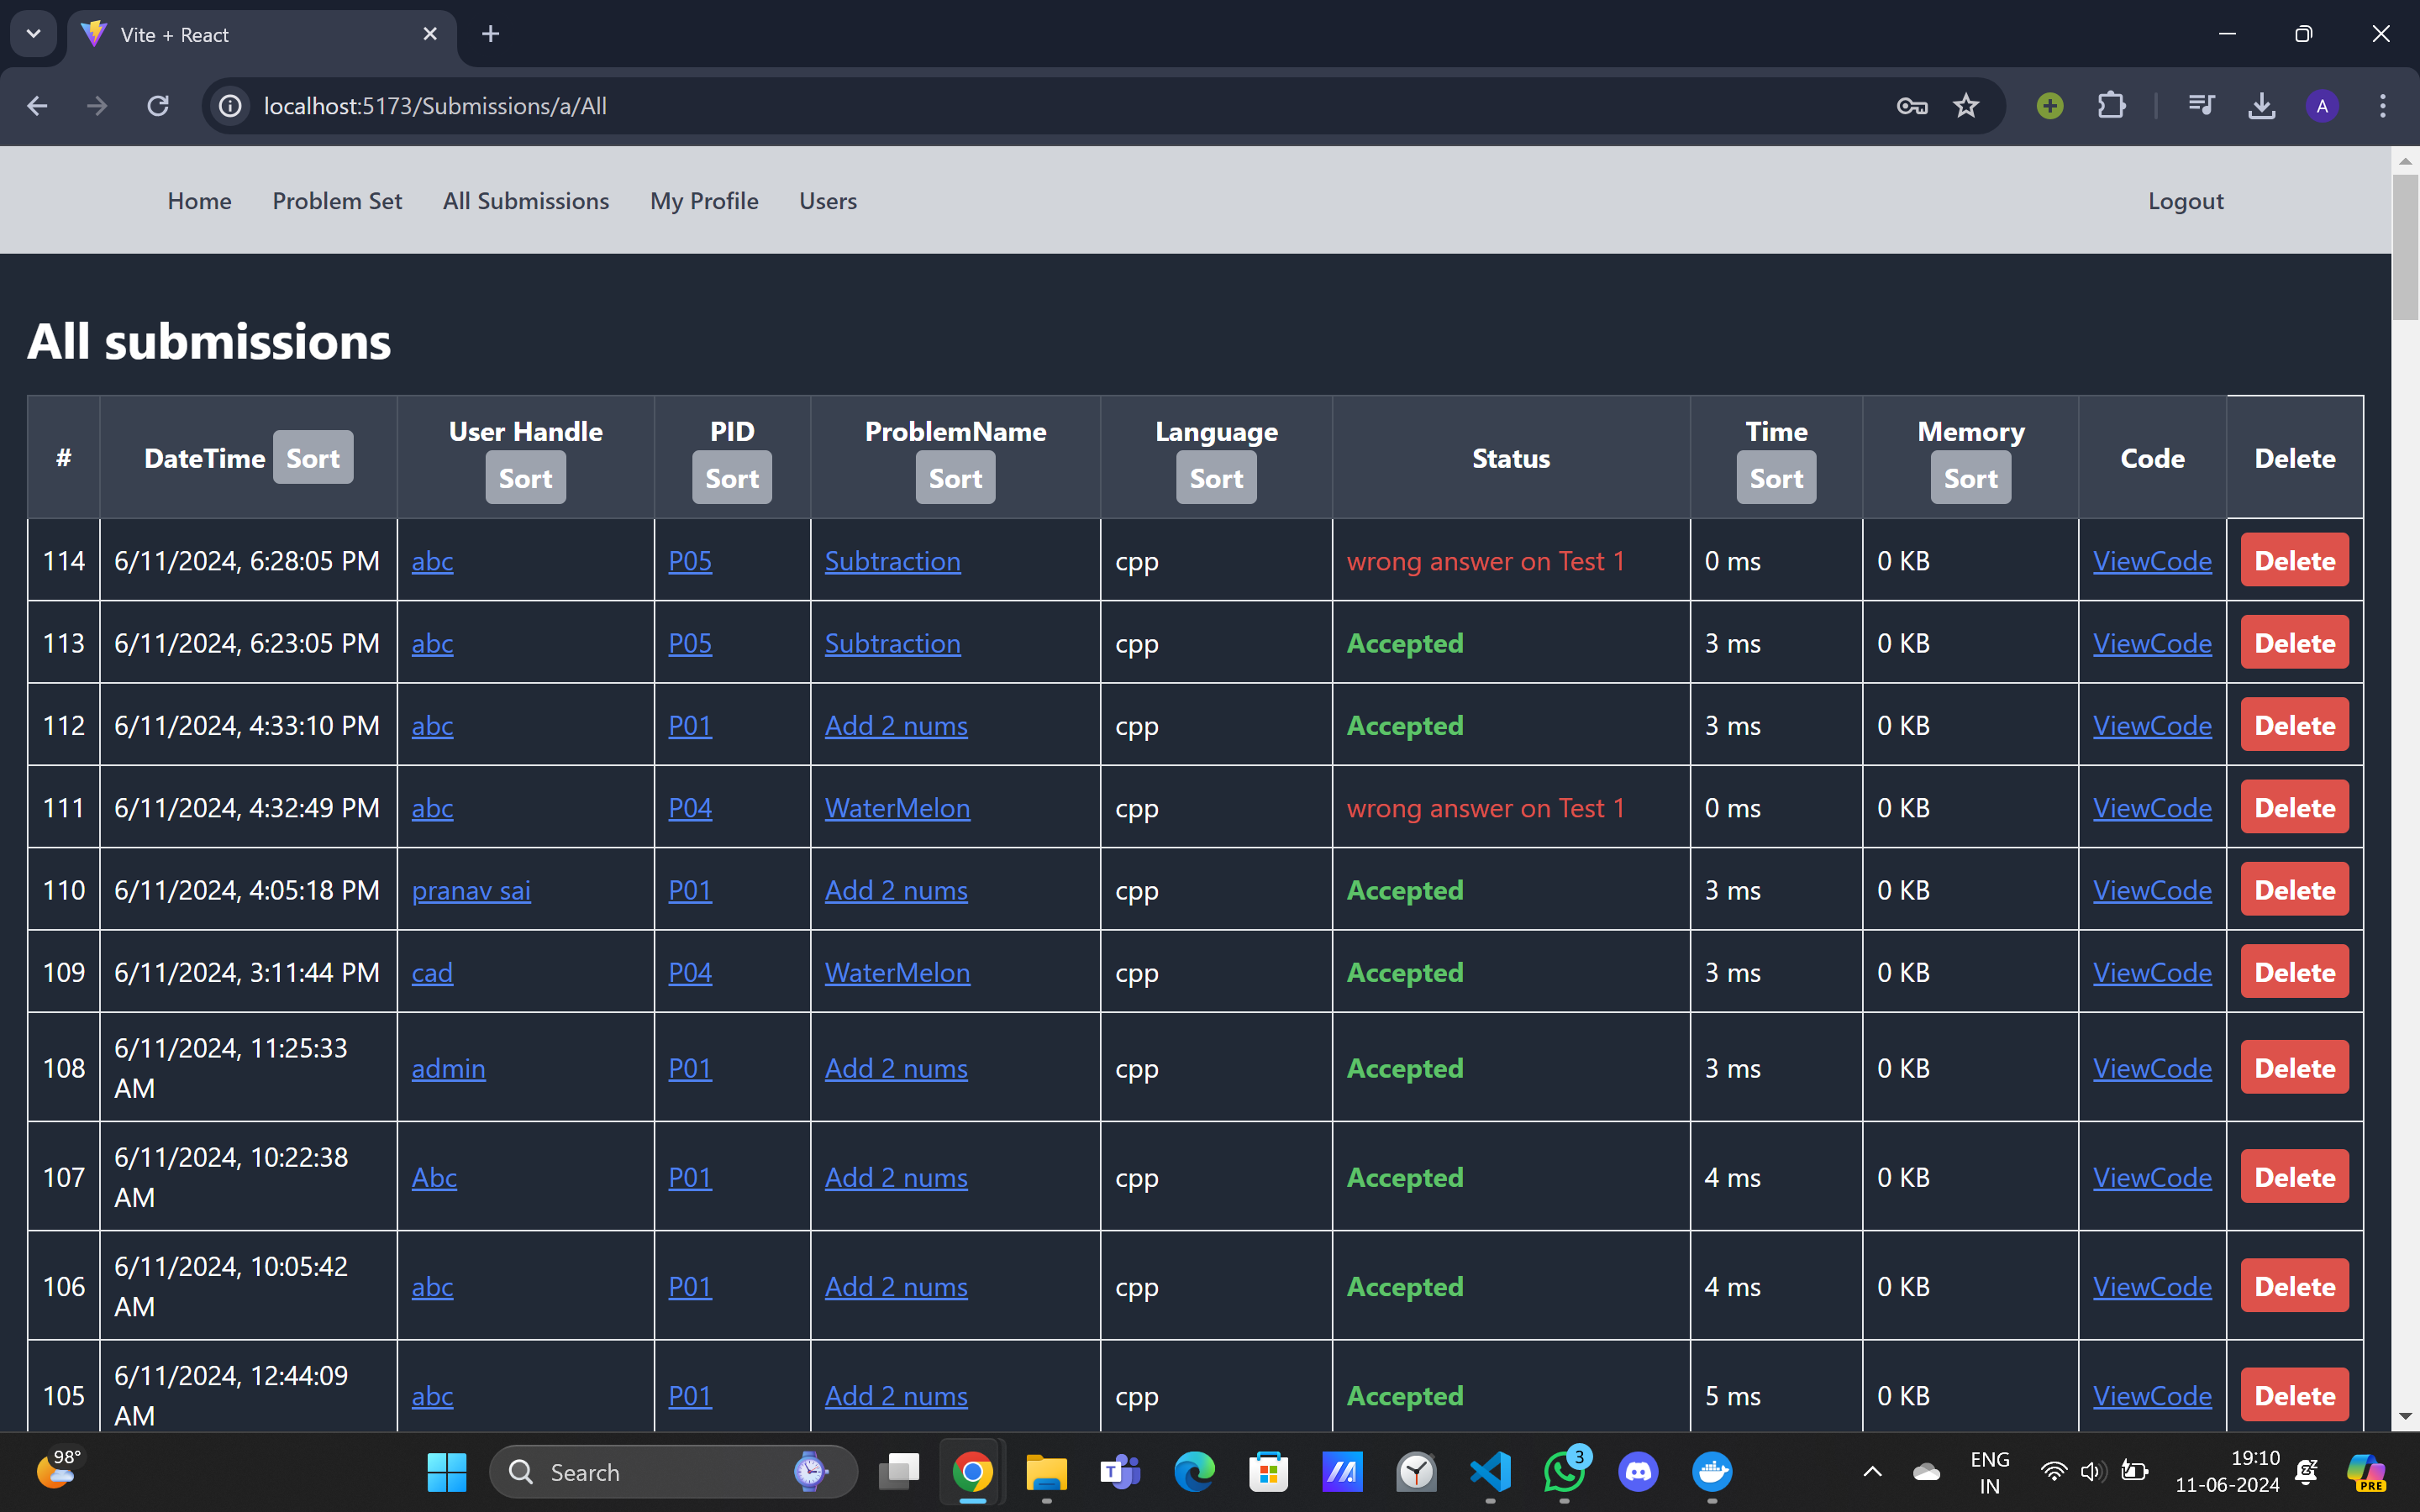 Vite + React
localhost:5173/Submissions/a/All
A
Home Problem Set All Submissions My Profile Users Logout
All submissions
# DateTime Sort User Handle Sort PID Sort ProblemName Sort Language Sort Status Time Sort Memory Sort Code Delete
114 6/11/2024, 6:28:05 PM abc P05 Subtraction cpp wrong answer on Test 1 0 ms 0 KB ViewCode Delete
113 6/11/2024, 6:23:05 PM abc P05 Subtraction cpp Accepted 3 ms 0 KB ViewCode Delete
112 6/11/2024, 4:33:10 PM abc P01 Add 2 nums cpp Accepted 3 ms 0 KB ViewCode Delete
111 6/11/2024, 4:32:49 PM abc P04 WaterMelon cpp wrong answer on Test 1 0 ms 0 KB ViewCode Delete
110 6/11/2024, 4:05:18 PM pranav sai P01 Add 2 nums cpp Accepted 3 ms 0 KB ViewCode Delete
109 6/11/2024, 3:11:44 PM cad P04 WaterMelon cpp Accepted 3 ms 0 KB ViewCode Delete
108 6/11/2024, 11:25:33 AM admin P01 Add 2 nums cpp Accepted 3 ms 0 KB ViewCode Delete
107 6/11/2024, 10:22:38 AM Abc P01 Add 2 nums cpp Accepted 4 ms 0 KB ViewCode Delete
106 6/11/2024, 10:05:42 AM abc P01 Add 2 nums cpp Accepted 4 ms 0 KB ViewCode Delete
105 6/11/2024, 12:44:09 AM abc P01 Add 2 nums cpp Accepted 5 ms 0 KB ViewCode Delete
98° Search T 3 ENG 19:10
IN 11-06-2024 PRE